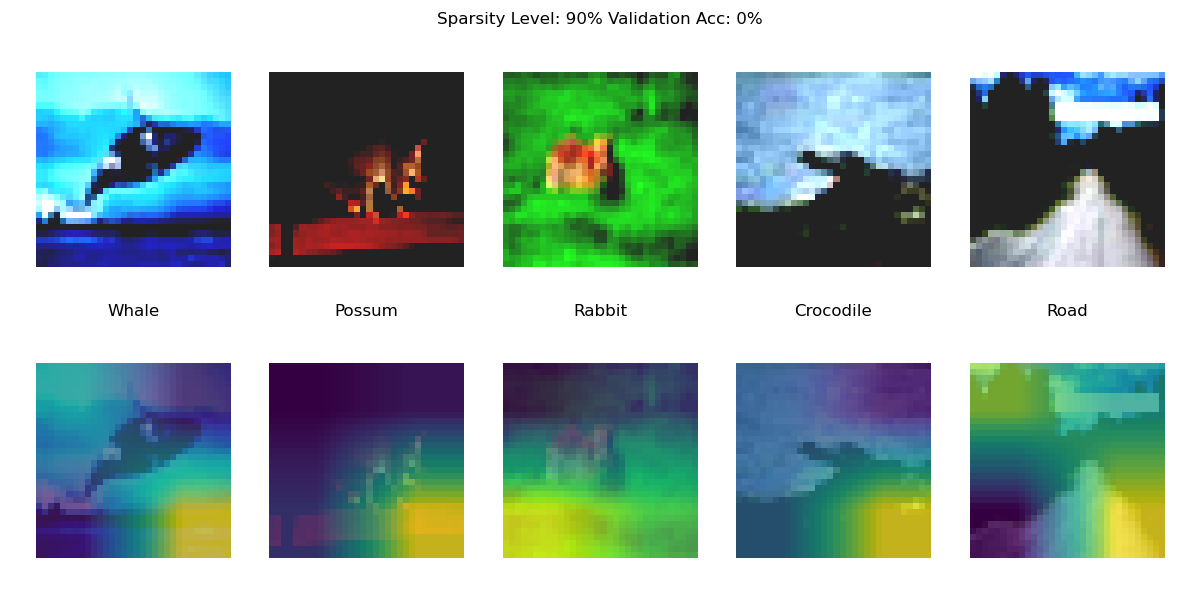 Sparsity Level: 90% Validation Acc: 0%
Whale
Possum
Rabbit
Crocodile
Road